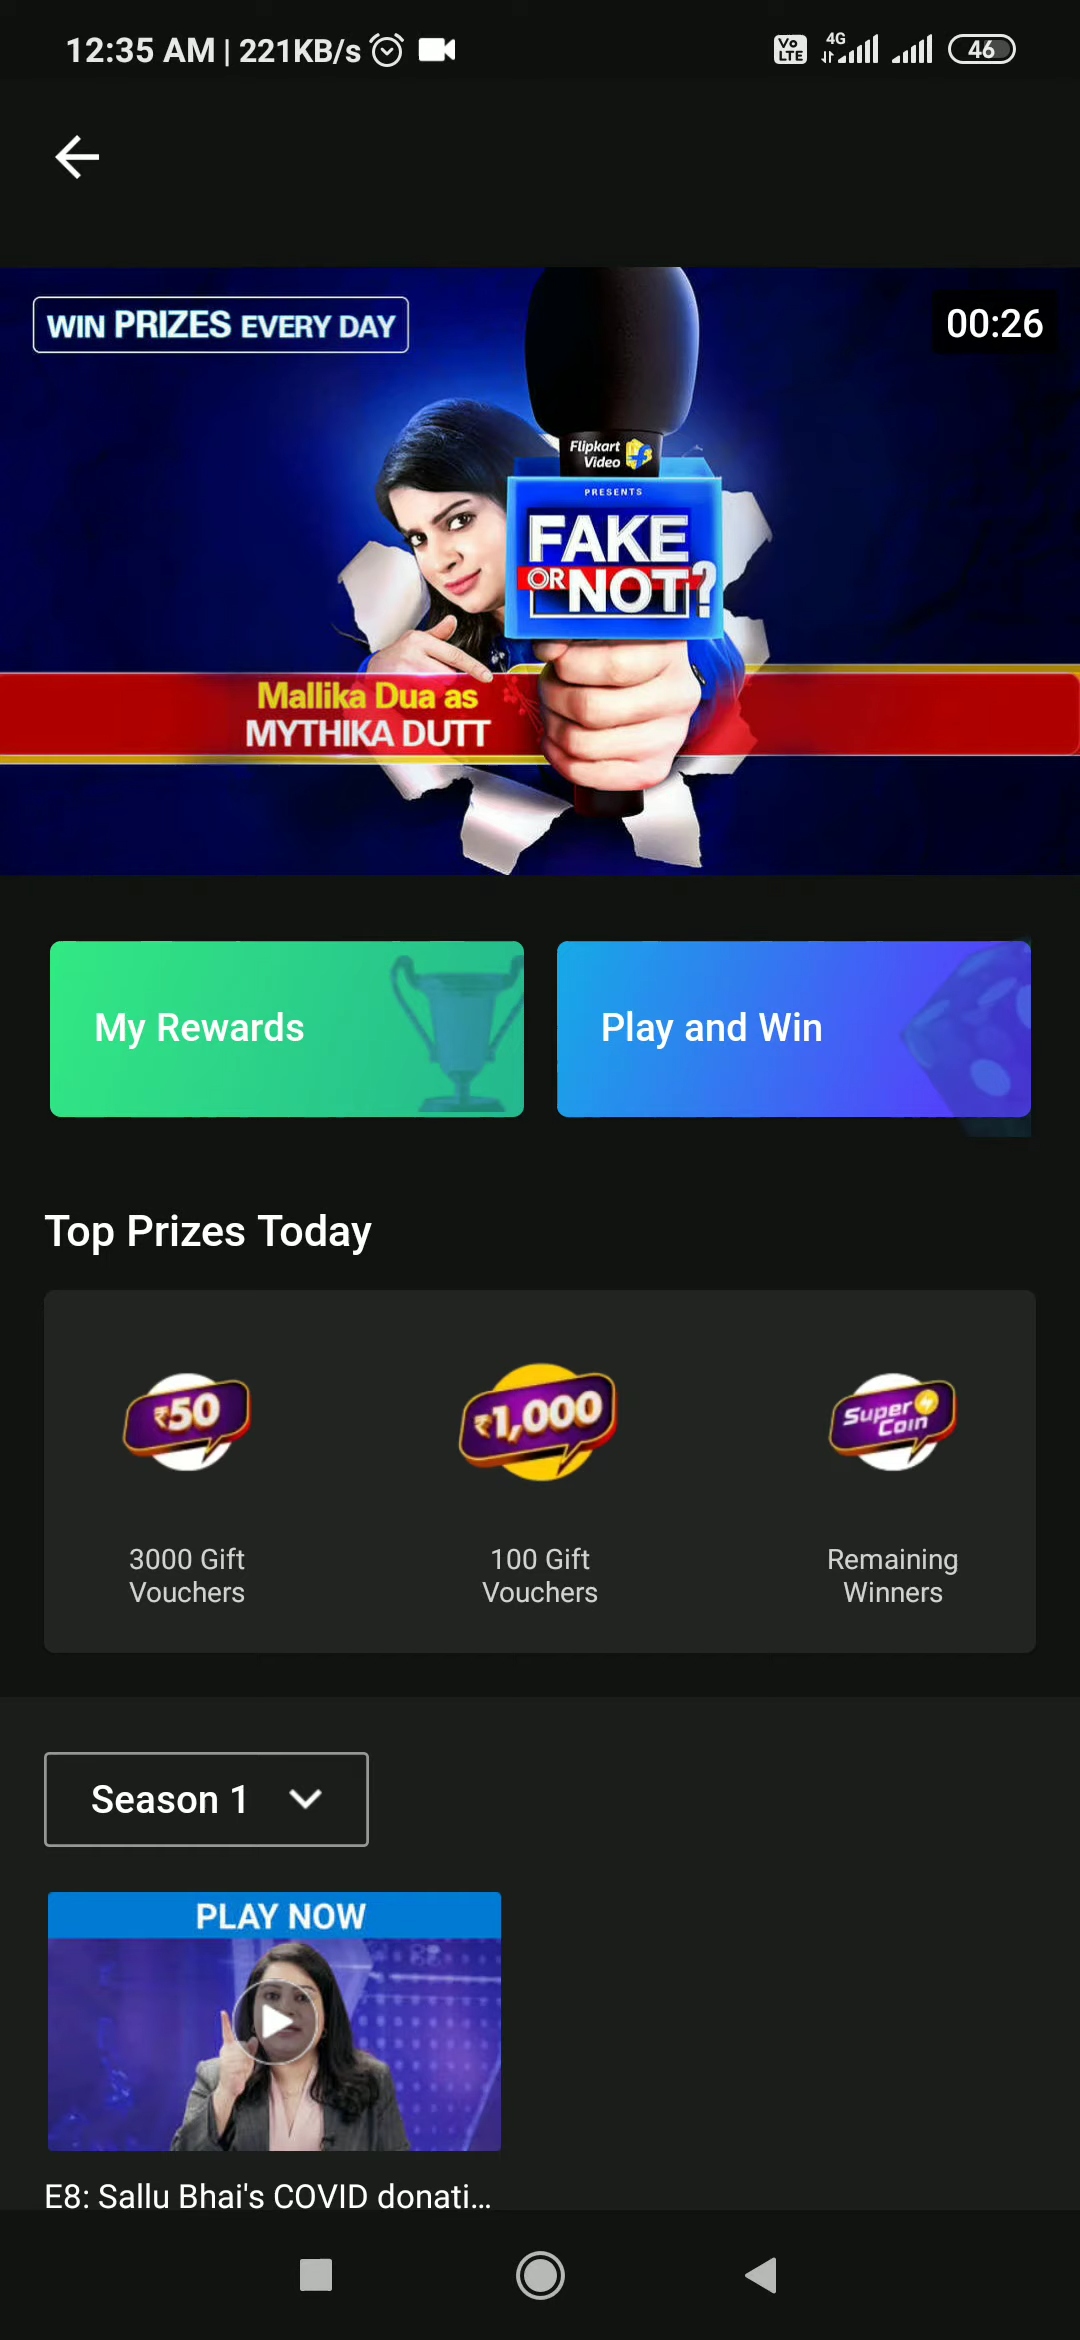 12:35 AM | 221KB/s
Vo
LTE
4G
46
WIN PRIZES EVERY DAY
00:26
Flipkart
Video
PRESENTS
FAKE
OR NOT?
Mallika Dua as
MYTHIKA DUTT
My Rewards
Play and Win
Top Prizes Today
₹50
₹1,000
Super
Coin
3000 Gift
Vouchers
100 Gift
Vouchers
Remaining
Winners
Season 1
PLAY NOW
E8: Sallu Bhai's COVID donati...